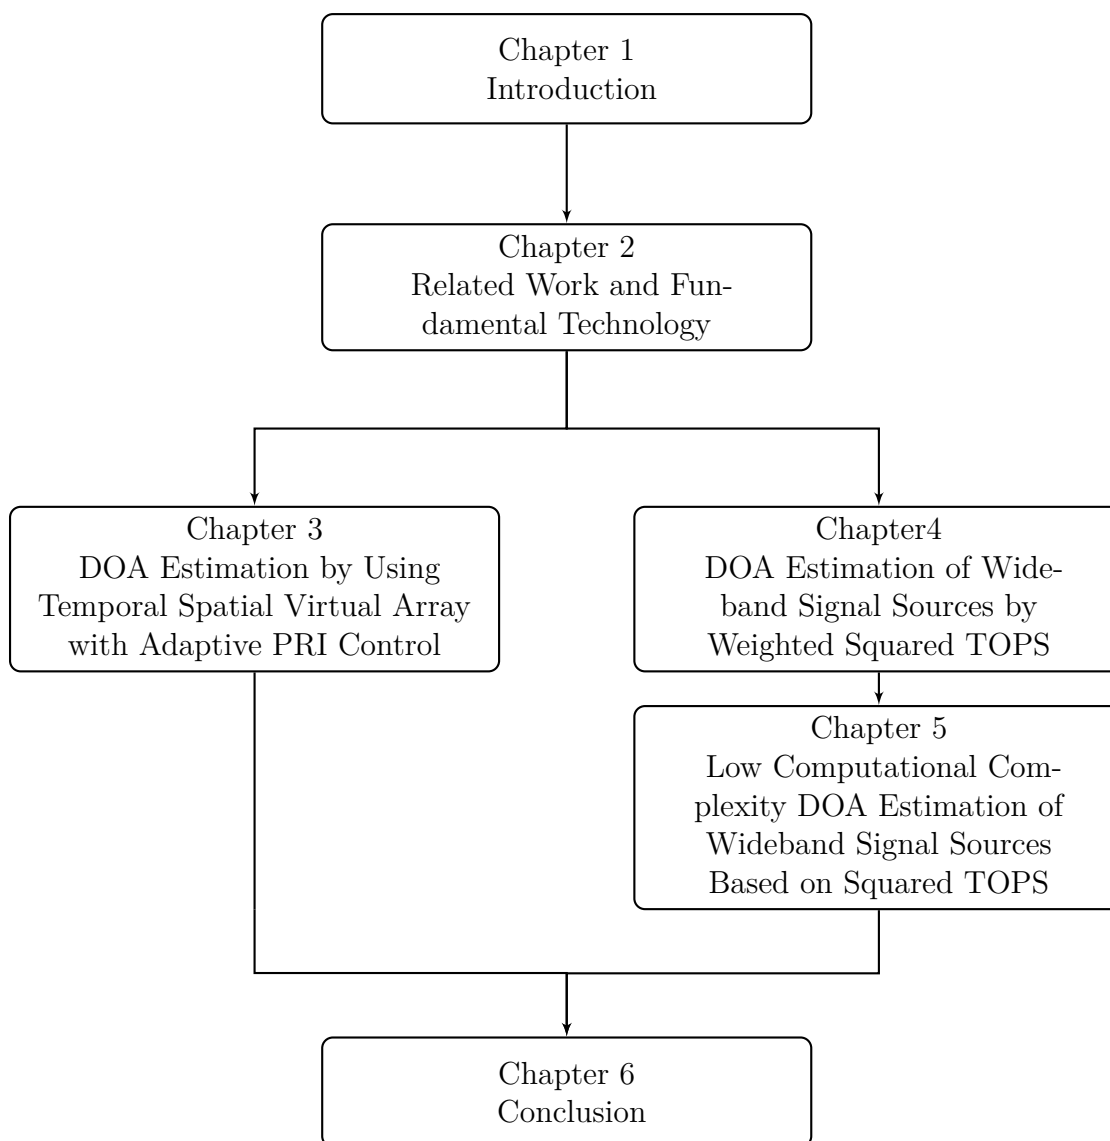 Chapter 1
Introduction
Chapter 2
Related Work and Fun-
damental Technology
Chapter 3
DOA Estimation by Using
Temporal Spatial Virtual Array
with Adaptive PRI Control
Chapter4
DOA Estimation of Wide-
band Signal Sources by
Weighted Squared TOPS
Chapter 5
Low Computational Com-
plexity DOA Estimation of
Wideband Signal Sources
Based on Squared TOPS
Chapter 6
Conclusion